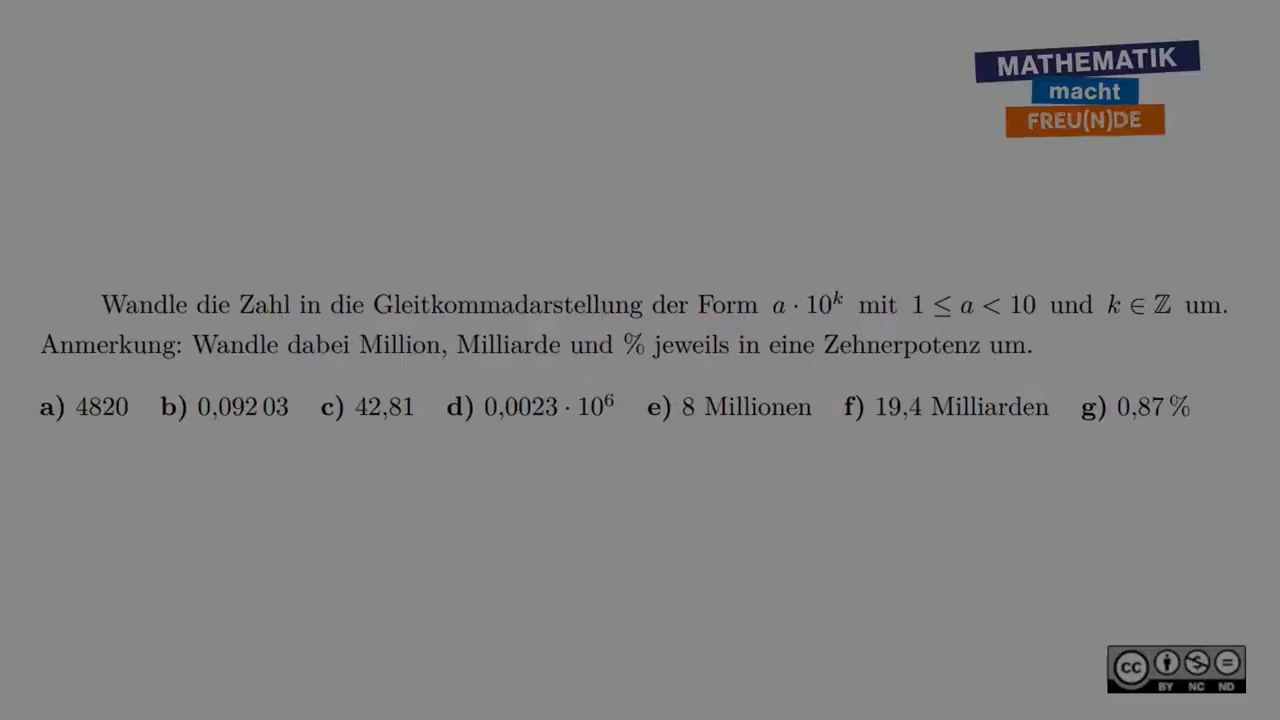 MATHEMATIK
macht
FREU(N)DE
Wandle die Zahl in die Gleitkommadarstellung der Form a · 10^k mit 1 ≤ a < 10 und k ∈ ℤ um.
Anmerkung: Wandle dabei Million, Milliarde und % jeweils in eine Zehnerpotenz um.
a) 4820 b) 0,092 03 c) 42,81 d) 0,0023 · 10^6 e) 8 Millionen f) 19,4 Milliarden g) 0,87 %
cc
BY NC ND